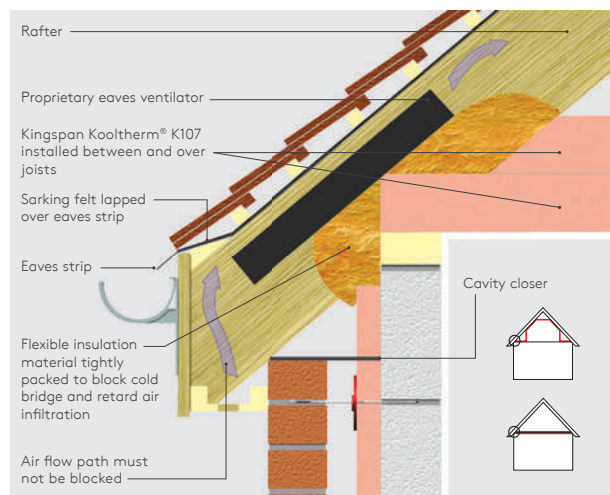 Rafter
Proprietary eaves ventilator
Kingspan Kooltherm® K107
installed between and over
joists
Sarking felt lapped
over eaves strip
Eaves strip
Cavity closer
Flexible insulation
material tightly
packed to block cold
bridge and retard air
infiltration
Air flow path must
not be blocked